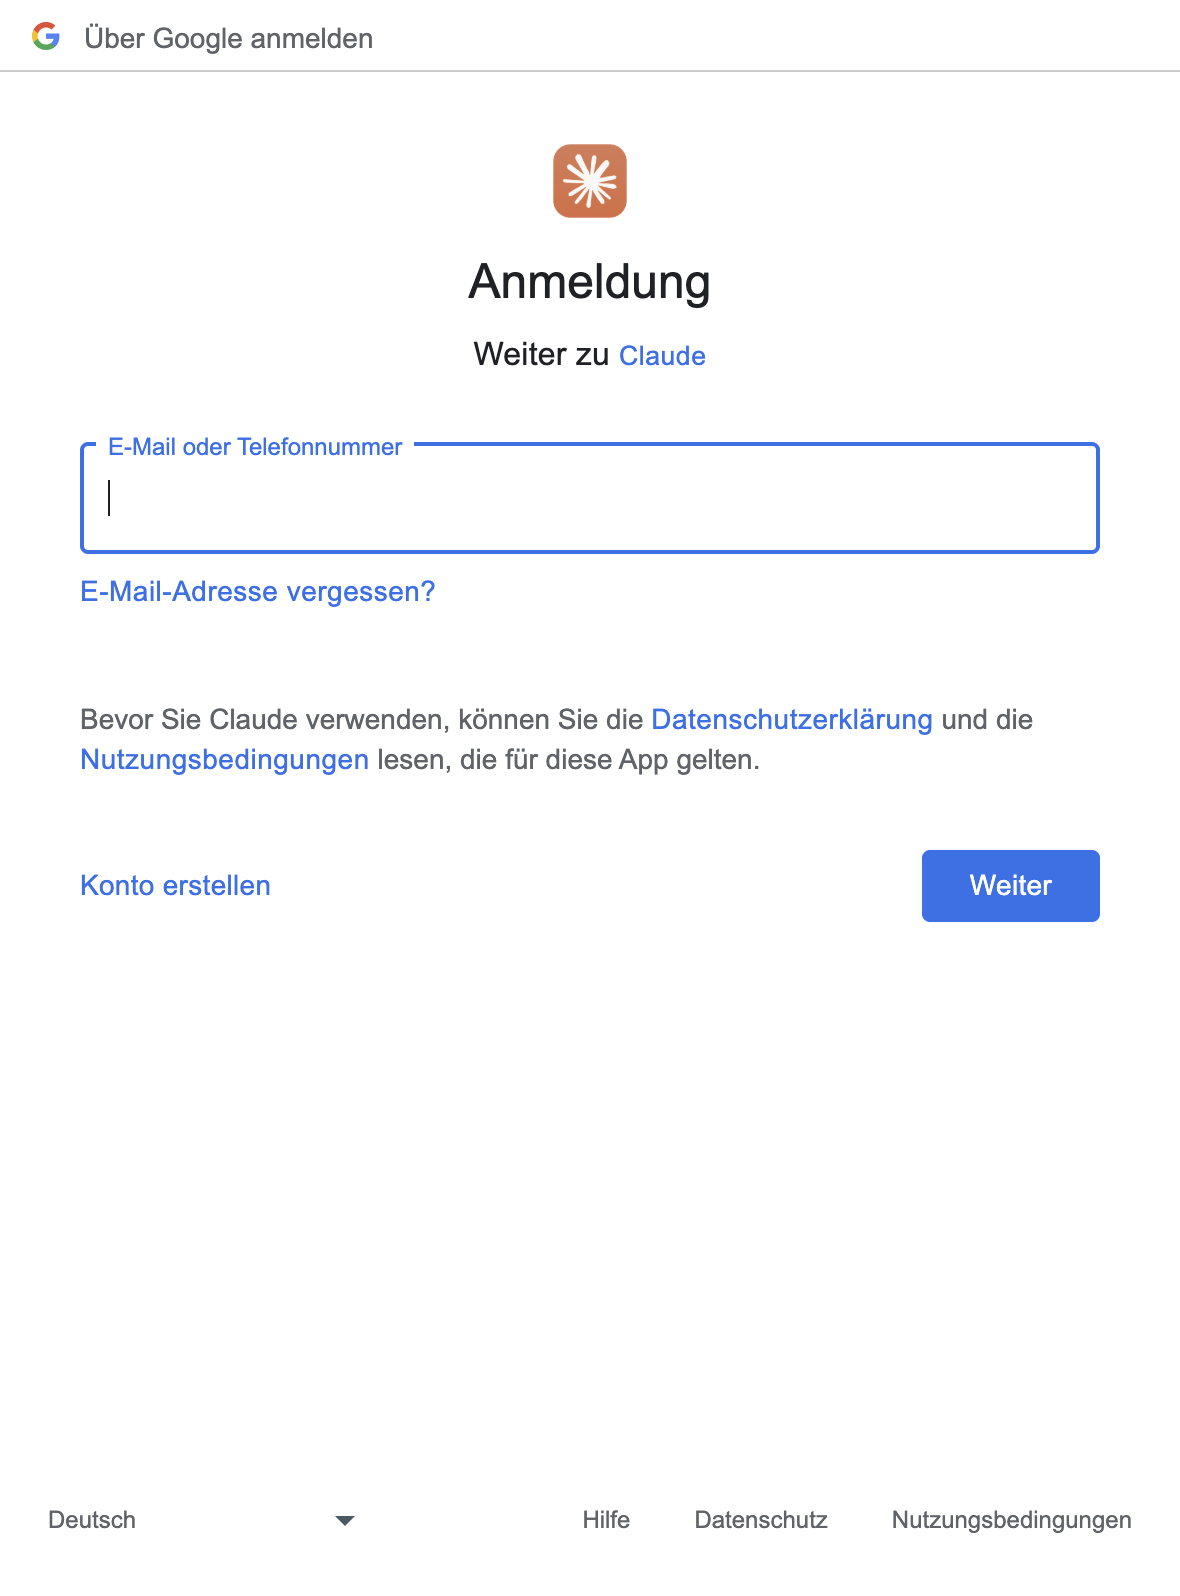 Über Google anmelden
Anmeldung
Weiter zu Claude
E-Mail oder Telefonnummer
E-Mail-Adresse vergessen?
Bevor Sie Claude verwenden, können Sie die Datenschutzerklärung und die
Nutzungsbedingungen lesen, die für diese App gelten.
Konto erstellen
Weiter
Deutsch
Hilfe
Datenschutz
Nutzungsbedingungen